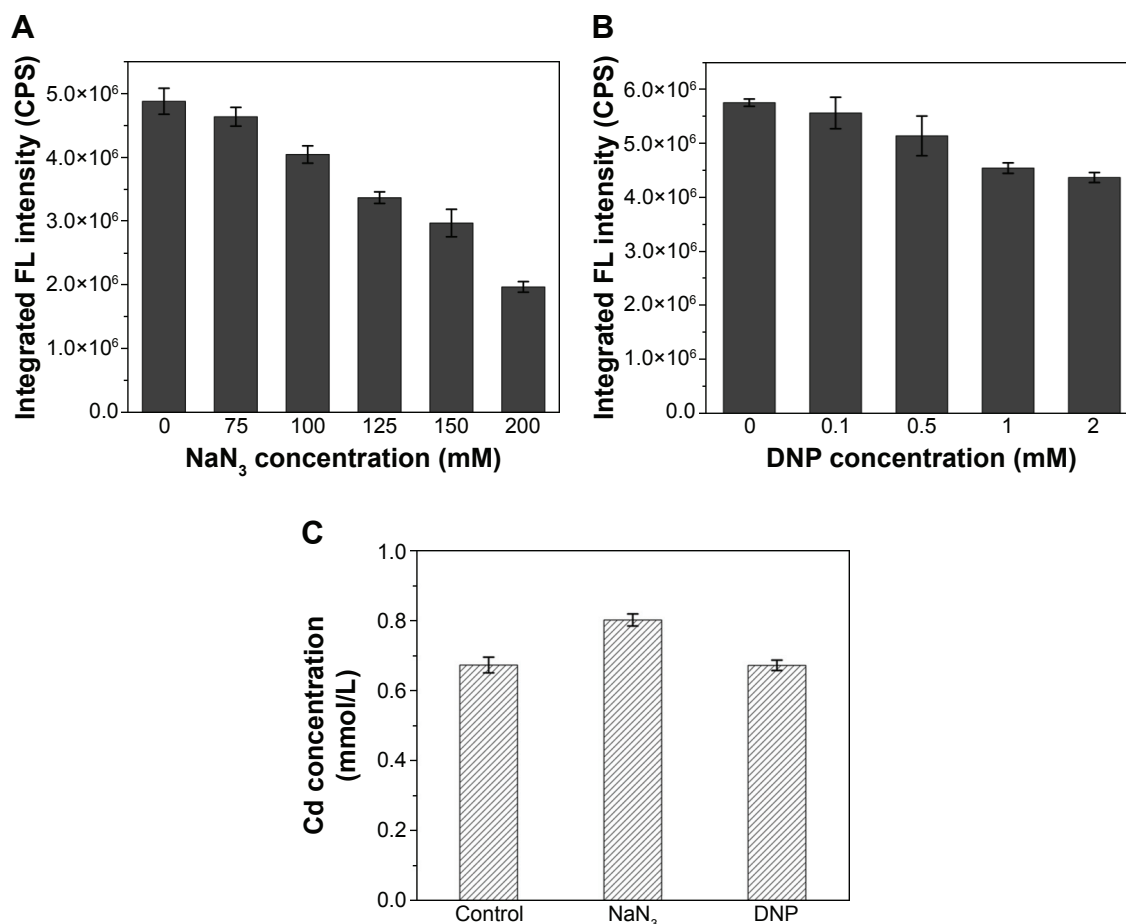 A
Integrated FL intensity (CPS)
5.0×10⁶
4.0×10⁶
3.0×10⁶
2.0×10⁶
1.0×10⁶
0.0
0 75 100 125 150 200
NaN₃ concentration (mM)
B
Integrated FL intensity (CPS)
6.0×10⁶
5.0×10⁶
4.0×10⁶
3.0×10⁶
2.0×10⁶
1.0×10⁶
0.0
0 0.1 0.5 1 2
DNP concentration (mM)
C
Cd concentration
(mmol/L)
1.0
0.8
0.6
0.4
0.2
0.0
Control NaN₃ DNP